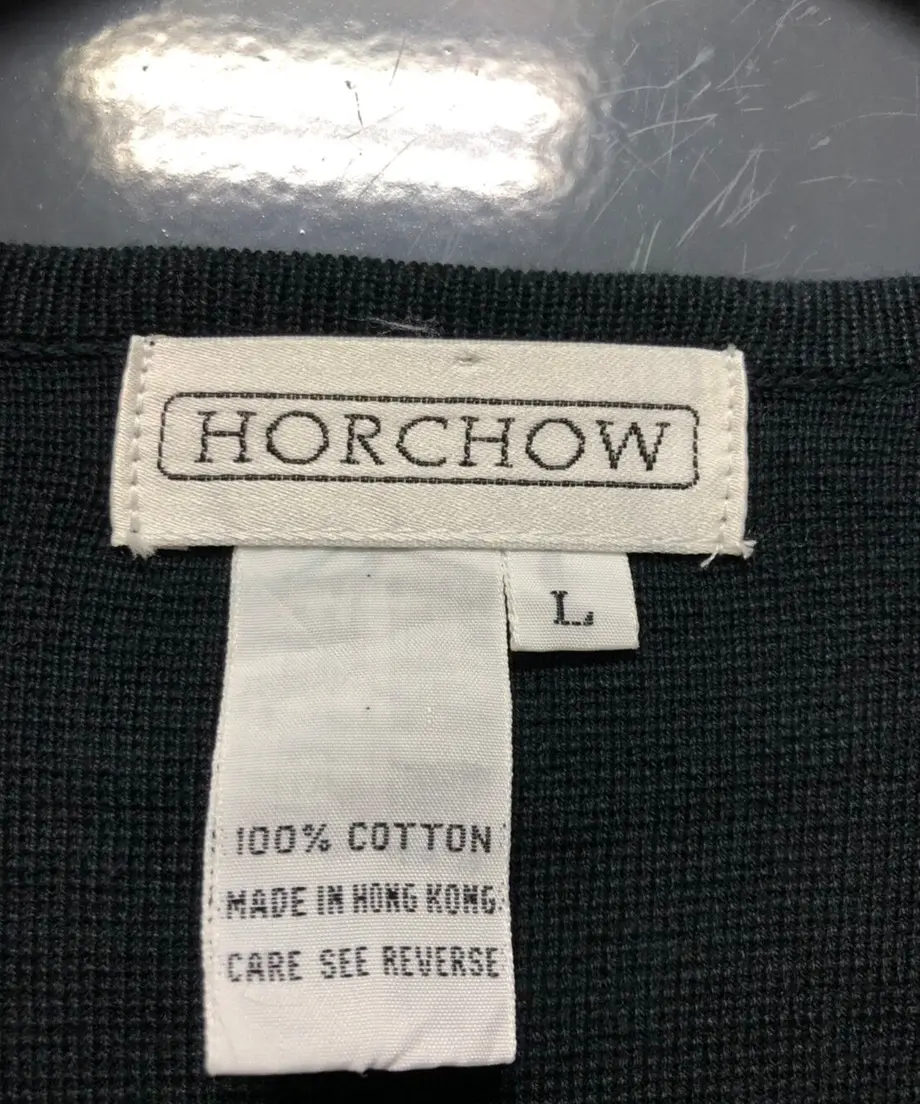 HORCHOW
L
100% COTTON
MADE IN HONG KONG
CARE SEE REVERSE